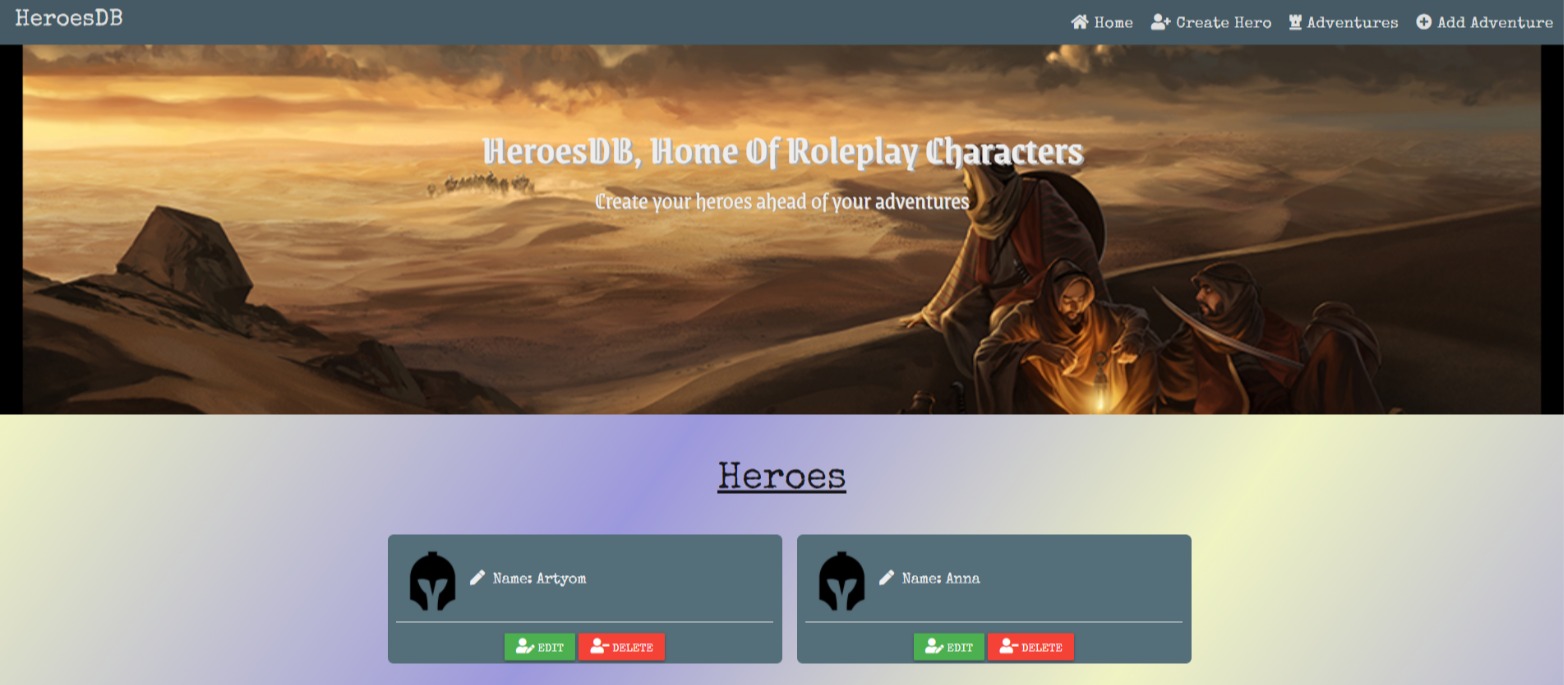 HeroesDB
Home Create Hero Adventures Add Adventure
HeroesDB, Home Of Roleplay Characters
Create your heroes ahead of your adventures
Heroes
Name: Artyom
EDIT DELETE
Name: Anna
EDIT DELETE